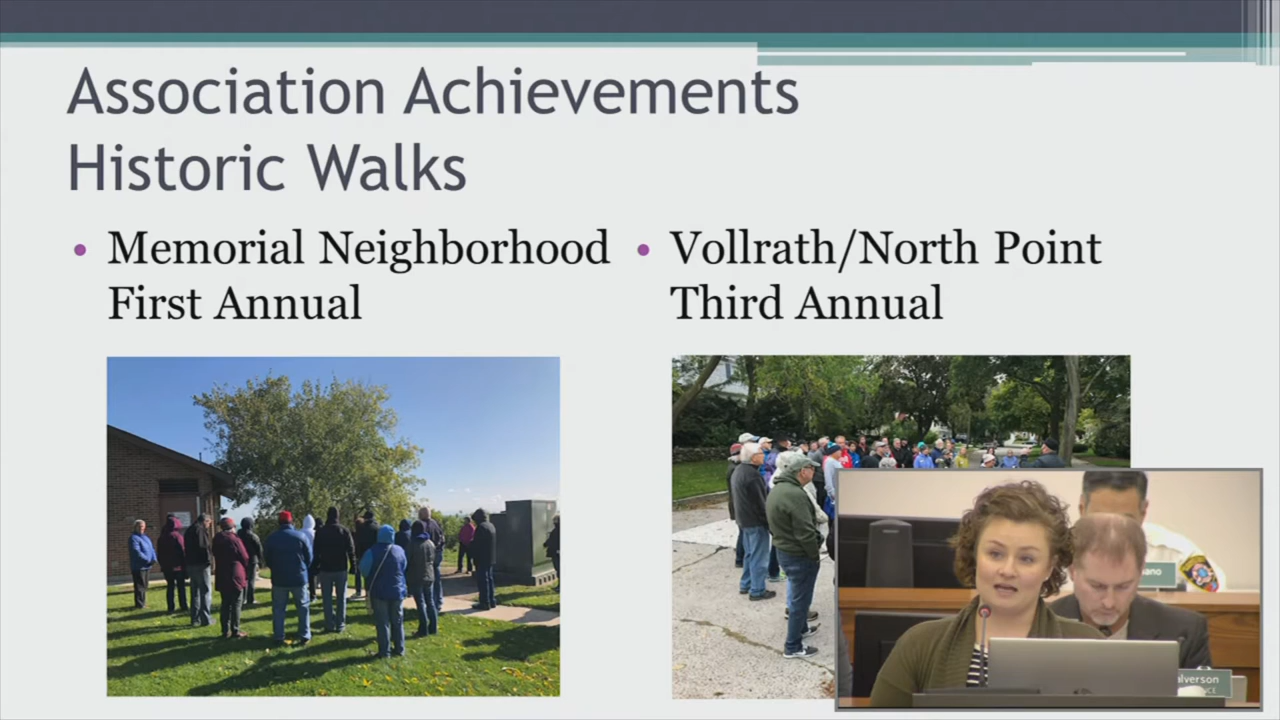 Association Achievements
Historic Walks
• Memorial Neighborhood
First Annual
• Vollrath/North Point
Third Annual